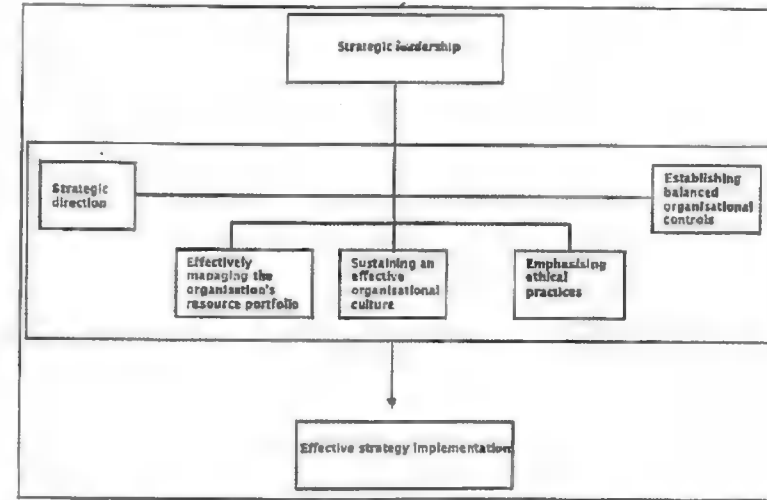 Strategic leadership
Strategic
direction
Establishing
balanced
organisational
controls
Effectively
managing the
organisation's
resource portfolio
Sustaining an
effective
organisational
culture
Emphasising
ethical
practices
Effective strategy implementation